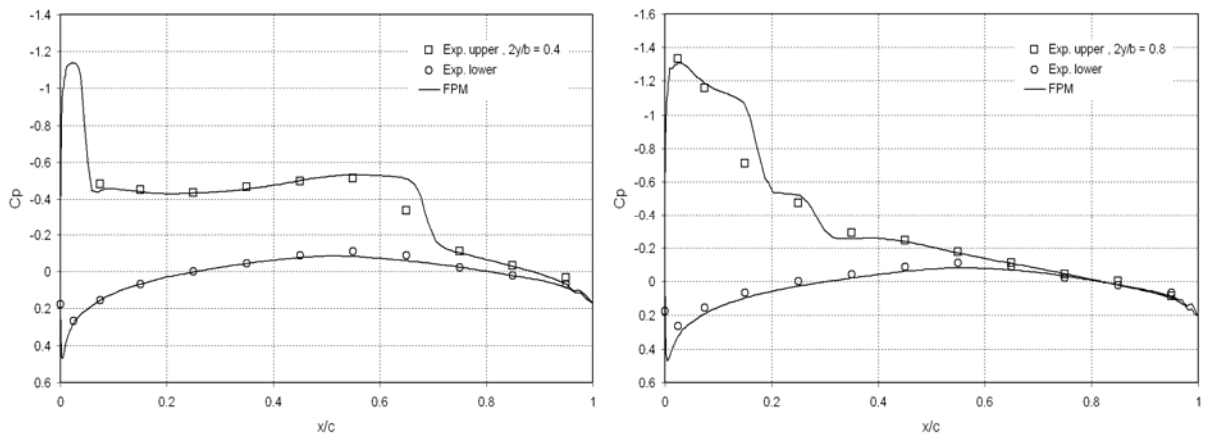 -1.4
-1.2
-1
-0.8
-0.6
-0.4
-0.2
0
0.2
0.4
0.6
Cp
0 0.2 0.4 0.6 0.8 1
x/c
Exp. upper , 2y/b = 0.4
Exp. lower
FPM
-1.6
-1.4
-1.2
-1
-0.8
-0.6
-0.4
-0.2
0
0.2
0.4
0.6
Cp
0 0.2 0.4 0.6 0.8 1
x/c
Exp. upper , 2y/b = 0.8
Exp. lower
FPM